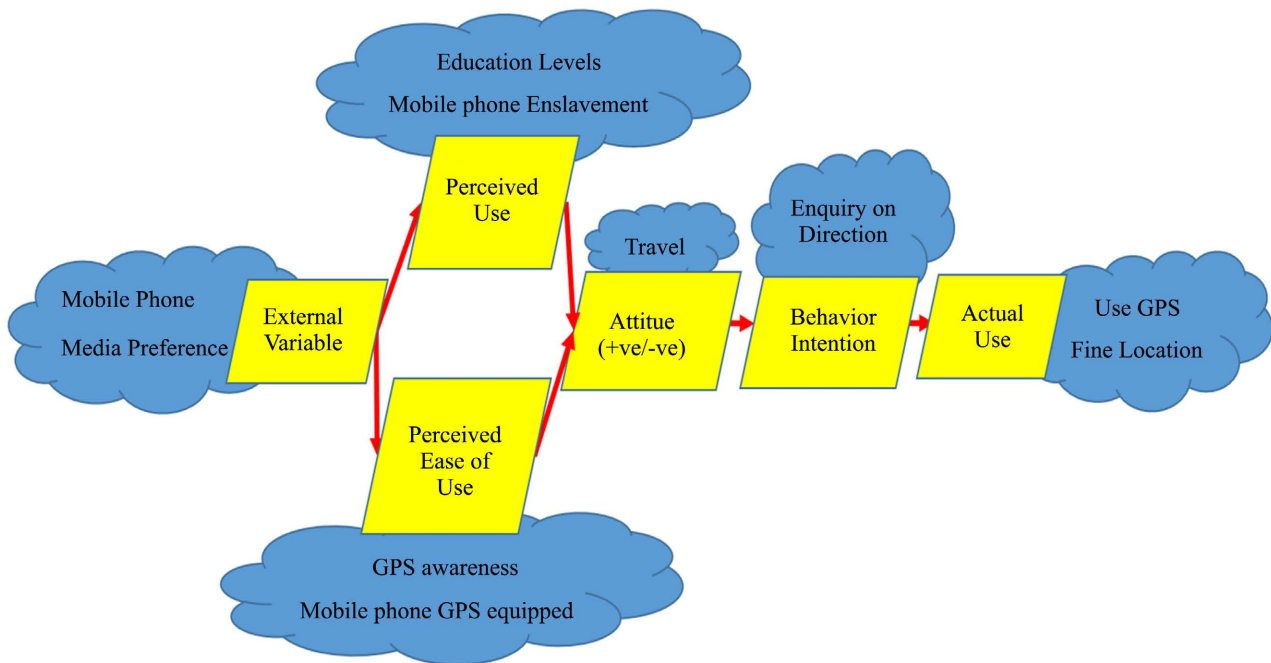 Education Levels
Mobile phone Enslavement
Perceived
Use
Enquiry on
Direction
Travel
Mobile Phone
Media Preference
External
Variable
Attitue
(+ve/-ve)
Behavior
Intention
Actual
Use
Use GPS
Fine Location
Perceived
Ease of
Use
GPS awareness
Mobile phone GPS equipped